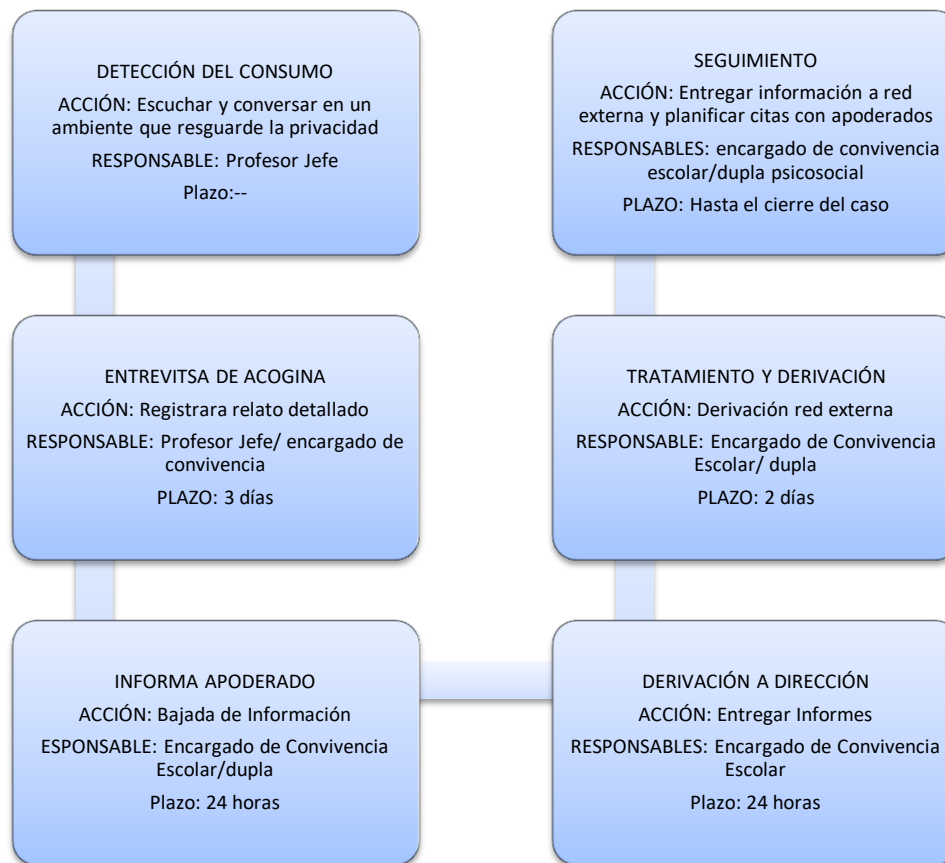 DETECCIÓN DEL CONSUMO
ACCIÓN: Escuchar y conversar en un
ambiente que resguarde la privacidad
RESPONSABLE: Profesor Jefe
Plazo:--
ENTREVITSA DE ACOGINA
ACCIÓN: Registrara relato detallado
RESPONSABLE: Profesor Jefe/ encargado de
convivencia
PLAZO: 3 días
INFORMA APODERADO
ACCIÓN: Bajada de Información
ESPONSABLE: Encargado de Convivencia
Escolar/dupla
Plazo: 24 horas
DERIVACIÓN A DIRECCIÓN
ACCIÓN: Entregar Informes
RESPONSABLES: Encargado de Convivencia
Escolar
Plazo: 24 horas
TRATAMIENTO Y DERIVACIÓN
ACCIÓN: Derivación red externa
RESPONSABLE: Encargado de Convivencia
Escolar/ dupla
PLAZO: 2 días
SEGUIMIENTO
ACCIÓN: Entregar información a red
externa y planificar citas con apoderados
RESPONSABLES: encargado de convivencia
escolar/dupla psicosocial
PLAZO: Hasta el cierre del caso